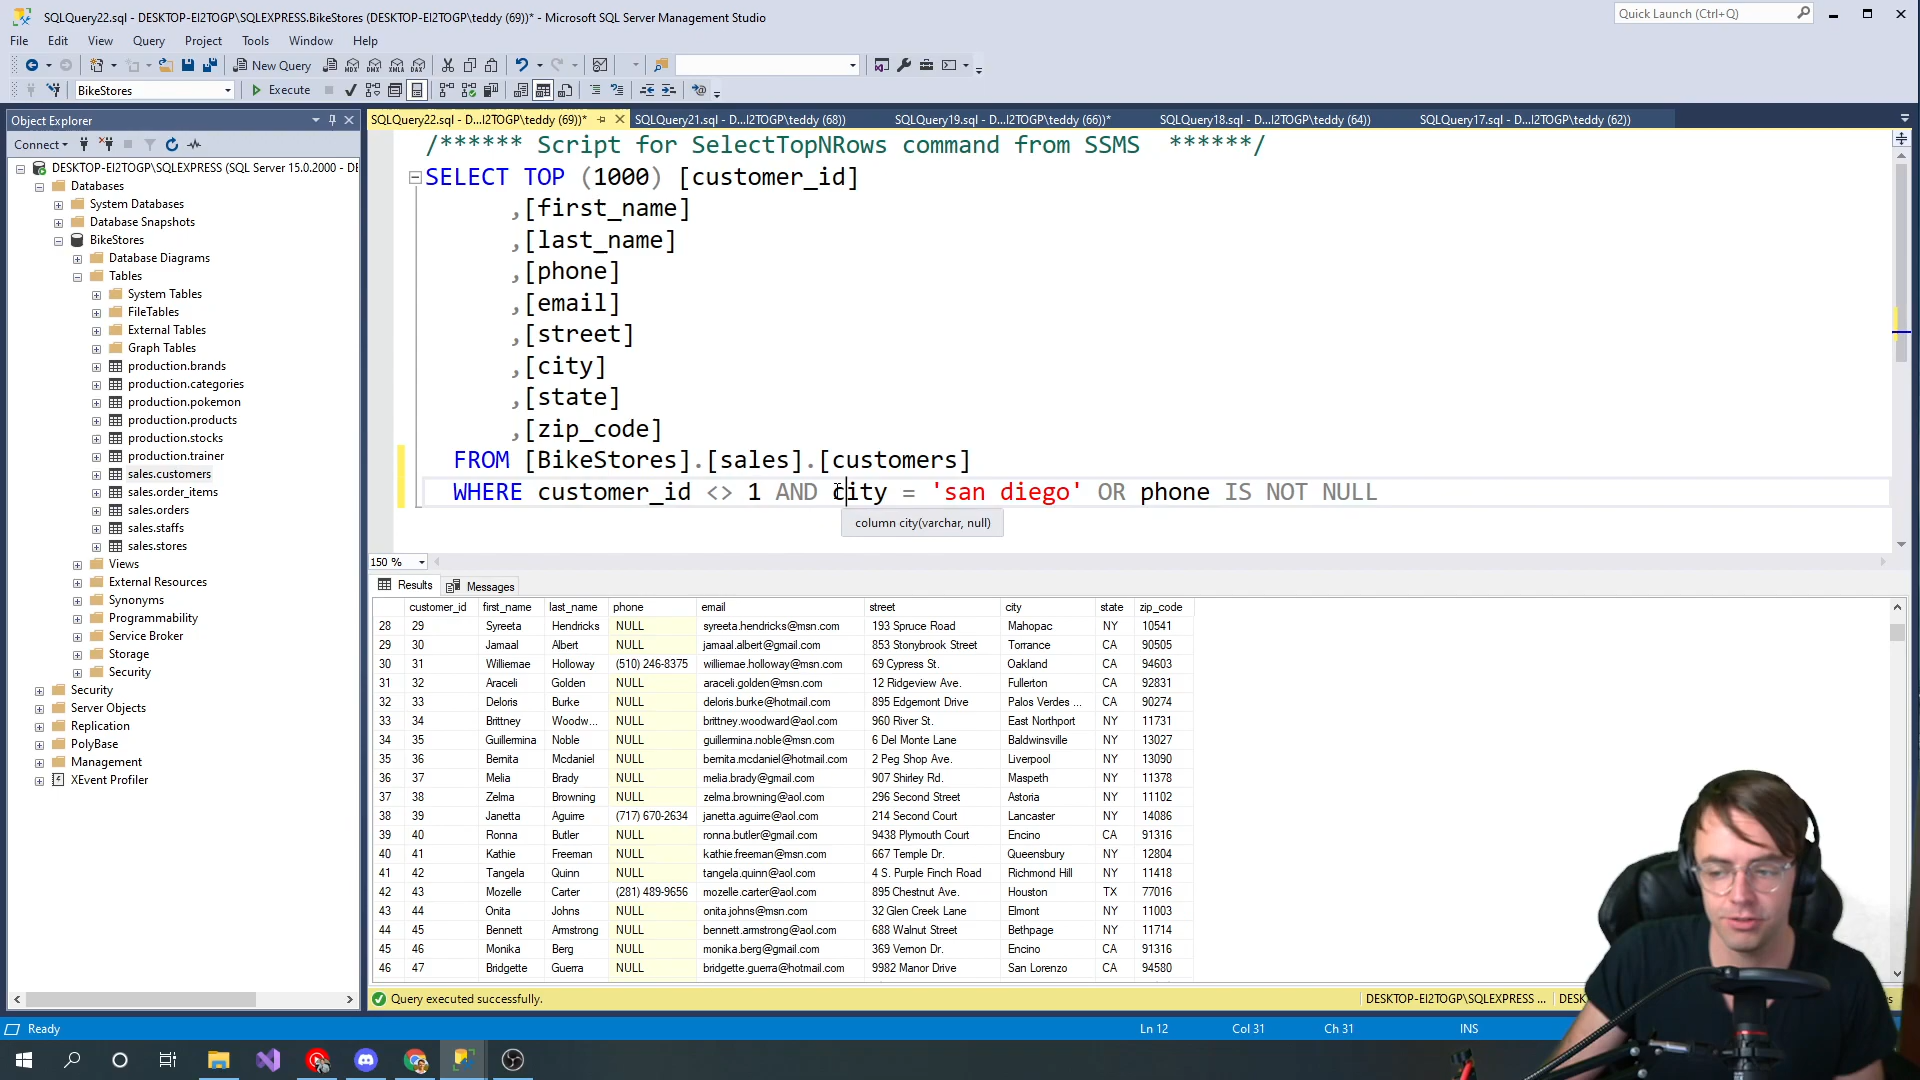 SQLQuery22.sql - DESKTOP-EI2TOGP\SQLEXPRESS.BikeStores (DESKTOP-EI2TOGP\teddy (69))* - Microsoft SQL Server Management Studio
Quick Launch (Ctrl+Q)
File Edit View Query Project Tools Window Help
New Query
MDX DMX XMLA DAX
BikeStores Execute
Object Explorer
SQLQuery22.sql - D...I2TOGP\teddy (69))* SQLQuery21.sql - D...I2TOGP\teddy (68)) SQLQuery19.sql - D...I2TOGP\teddy (66))* SQLQuery18.sql - D...I2TOGP\teddy (64)) SQLQuery17.sql - D...I2TOGP\teddy (62))
Connect
DESKTOP-EI2TOGP\SQLEXPRESS (SQL Server 15.0.2000 - DE
Databases
System Databases
Database Snapshots
BikeStores
Database Diagrams
Tables
System Tables
FileTables
External Tables
Graph Tables
production.brands
production.categories
production.pokemon
production.products
production.stocks
production.trainer
sales.customers
sales.order_items
sales.orders
sales.staffs
sales.stores
Views
External Resources
Synonyms
Programmability
Service Broker
Storage
Security
Security
Server Objects
Replication
PolyBase
Management
XEvent Profiler
/****** Script for SelectTopNRows command from SSMS ******/
SELECT TOP (1000) [customer_id]
,[first_name]
,[last_name]
,[phone]
,[email]
,[street]
,[city]
,[state]
,[zip_code]
FROM [BikeStores].[sales].[customers]
WHERE customer_id <> 1 AND city = 'san diego' OR phone IS NOT NULL
column city(varchar, null)
150 %
Results Messages
customer_id first_name last_name phone email street city state zip_code
28 29 Syreeta Hendricks NULL syreeta.hendricks@msn.com 193 Spruce Road Mahopac NY 10541
29 30 Jamaal Albert NULL jamaal.albert@gmail.com 853 Stonybrook Street Torrance CA 90505
30 31 Williemae Holloway (510) 246-8375 williemae.holloway@msn.com 69 Cypress St. Oakland CA 94603
31 32 Araceli Golden NULL araceli.golden@msn.com 12 Ridgeview Ave. Fullerton CA 92831
32 33 Deloris Burke NULL deloris.burke@hotmail.com 895 Edgemont Drive Palos Verdes ... CA 90274
33 34 Brittney Woodw... NULL brittney.woodward@aol.com 960 River St. East Northport NY 11731
34 35 Guillermina Noble NULL guillermina.noble@msn.com 6 Del Monte Lane Baldwinsville NY 13027
35 36 Bernita Mcdaniel NULL bernita.mcdaniel@hotmail.com 2 Peg Shop Ave. Liverpool NY 13090
36 37 Melia Brady NULL melia.brady@gmail.com 907 Shirley Rd. Maspeth NY 11378
37 38 Zelma Browning NULL zelma.browning@aol.com 296 Second Street Astoria NY 11102
38 39 Janetta Aguirre (717) 670-2634 janetta.aguirre@aol.com 214 Second Court Lancaster NY 14086
39 40 Ronna Butler NULL ronna.butler@gmail.com 9438 Plymouth Court Encino CA 91316
40 41 Kathie Freeman NULL kathie.freeman@msn.com 667 Temple Dr. Queensbury NY 12804
41 42 Tangela Quinn NULL tangela.quinn@aol.com 4 S. Purple Finch Road Richmond Hill NY 11418
42 43 Mozelle Carter (281) 489-9656 mozelle.carter@aol.com 895 Chestnut Ave. Houston TX 77016
43 44 Onita Johns NULL onita.johns@msn.com 32 Glen Creek Lane Elmont NY 11003
44 45 Bennett Armstrong NULL bennett.armstrong@aol.com 688 Walnut Street Bethpage NY 11714
45 46 Monika Berg NULL monika.berg@gmail.com 369 Vernon Dr. Encino CA 91316
46 47 Bridgette Guerra NULL bridgette.guerra@hotmail.com 9982 Manor Drive San Lorenzo CA 94580
Query executed successfully. DESKTOP-EI2TOGP\SQLEXPRESS ...
Ready Ln 12 Col 31 Ch 31 INS